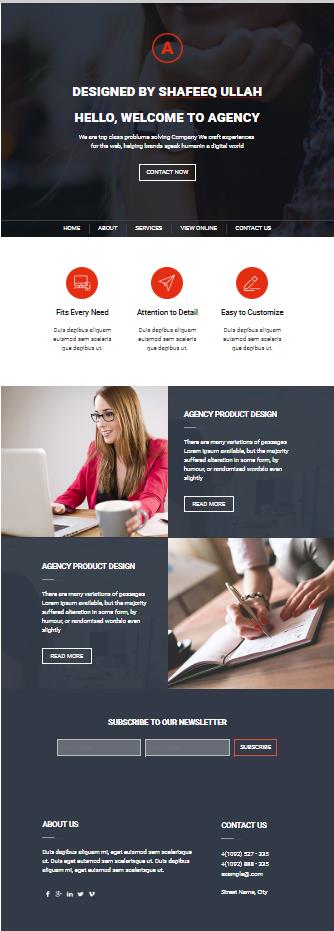 A
DESIGNED BY SHAFEEQ ULLAH
HELLO, WELCOME TO AGENCY
We are top class problume solving Company We craft experiences
for the web, helping brands speak humanin a digital world
CONTACT NOW
HOME ABOUT SERVICES VIEW ONLINE CONTACT US
Fits Every Need
Duis dapibus aliquam
euismod sem sceleris
que dapibus ut.
Attention to Detail
Duis dapibus aliquam
euismod sem sceleris
que dapibus ut.
Easy to Customize
Duis dapibus aliquam
euismod sem sceleris
que dapibus ut.
AGENCY PRODUCT DESIGN
There are many variations of passages
Lorem Ipsum available, but the majority
suffered alteration in some form, by
humour, or randomised wordslo even
slightly
READ MORE
AGENCY PRODUCT DESIGN
There are many variations of passages
Lorem Ipsum available, but the majority
suffered alteration in some form, by
humour, or randomised wordslo even
slightly
READ MORE
SUBSCRIBE TO OUR NEWSLETTER
SUBSCRIBE
ABOUT US
Duis dapibus aliquam mi, eget euismod sem scelerisque
ut. Duis eget euismod sem scelerisque ut. Duis dapibus
aliquam mi, eget euismod sem scelerisque ut.
CONTACT US
+(1092) 527 - 335
+(1092) 888 - 335
example@.com
Street Name, City